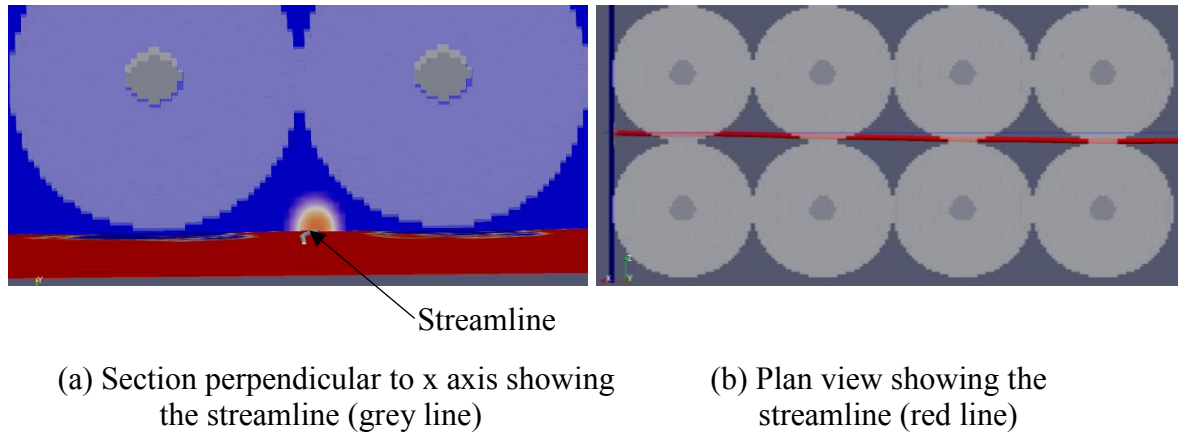 Y
X
Z
Y
Streamline
(a) Section perpendicular to x axis showing
the streamline (grey line)
(b) Plan view showing the
streamline (red line)